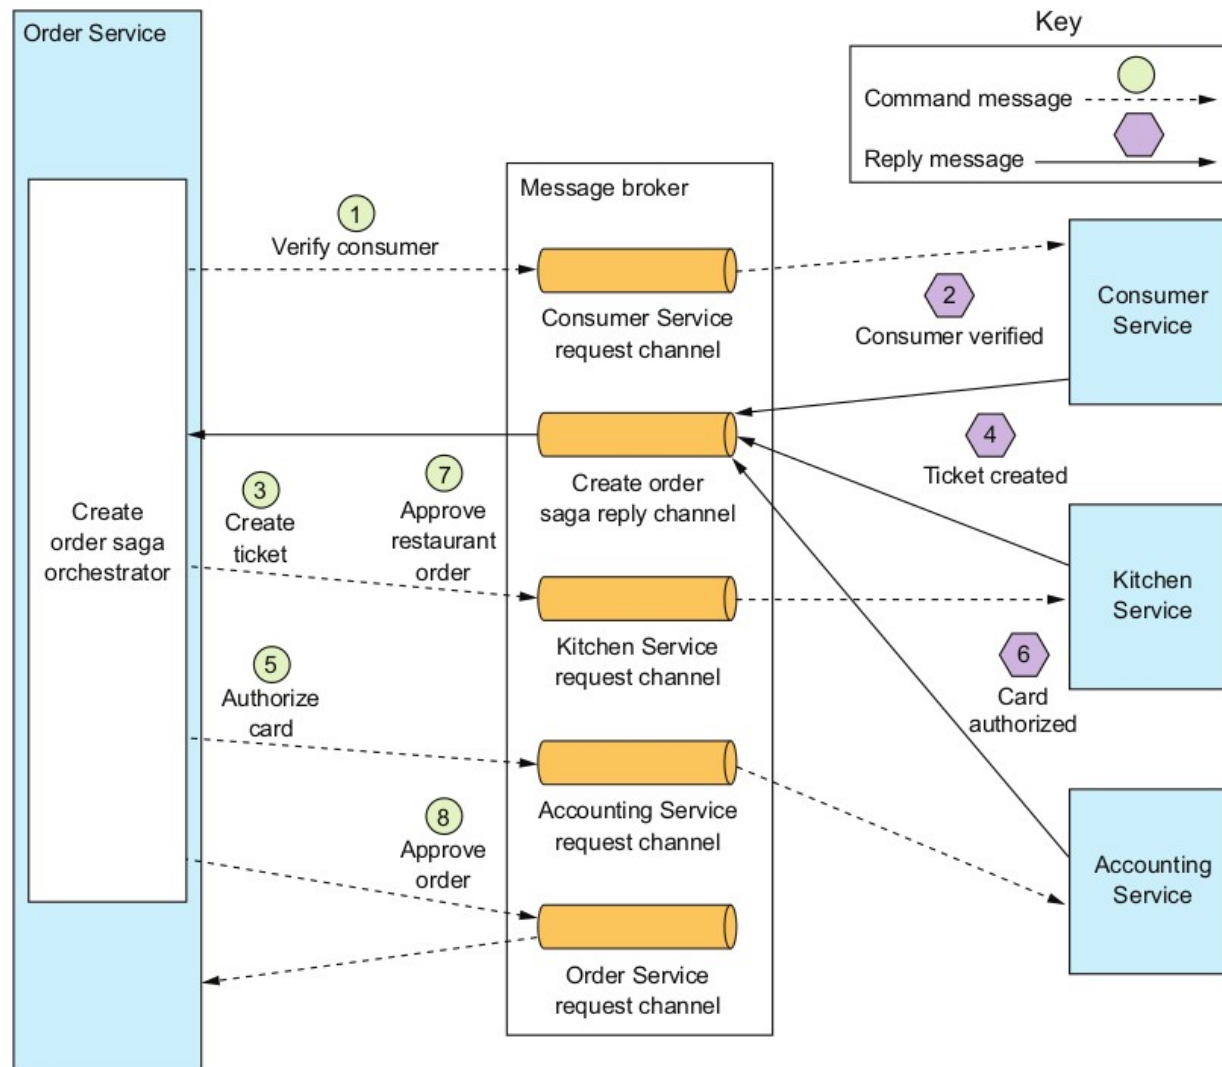 Order Service
Key
Command message
Reply message
Message broker
1
Verify consumer
Consumer Service
request channel
2
Consumer verified
Consumer
Service
Create order
saga reply channel
4
Ticket created
3
Create
ticket
7
Approve
restaurant
order
Create
order saga
orchestrator
Kitchen Service
request channel
Kitchen
Service
5
Authorize
card
6
Card
authorized
Accounting Service
request channel
8
Approve
order
Accounting
Service
Order Service
request channel